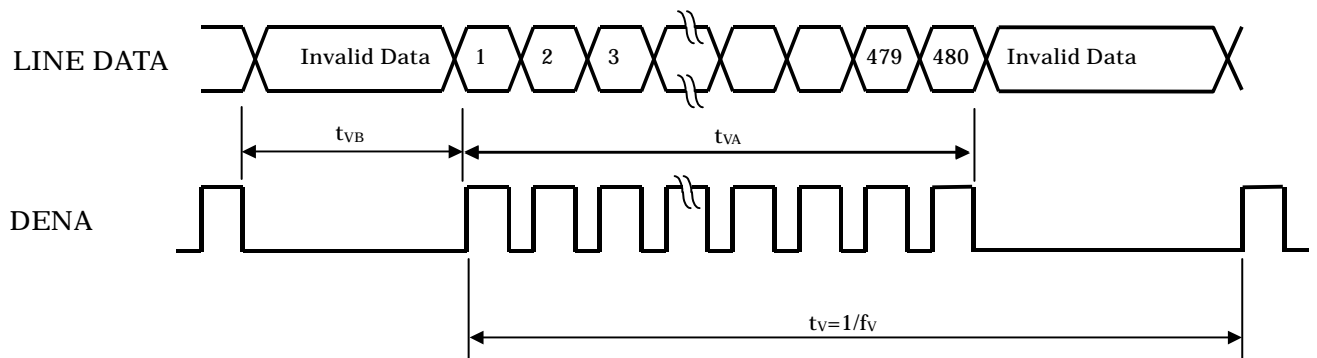 LINE DATA
Invalid Data 1 2 3 479 480 Invalid Data
tVB
tVA
DENA
tV=1/fV